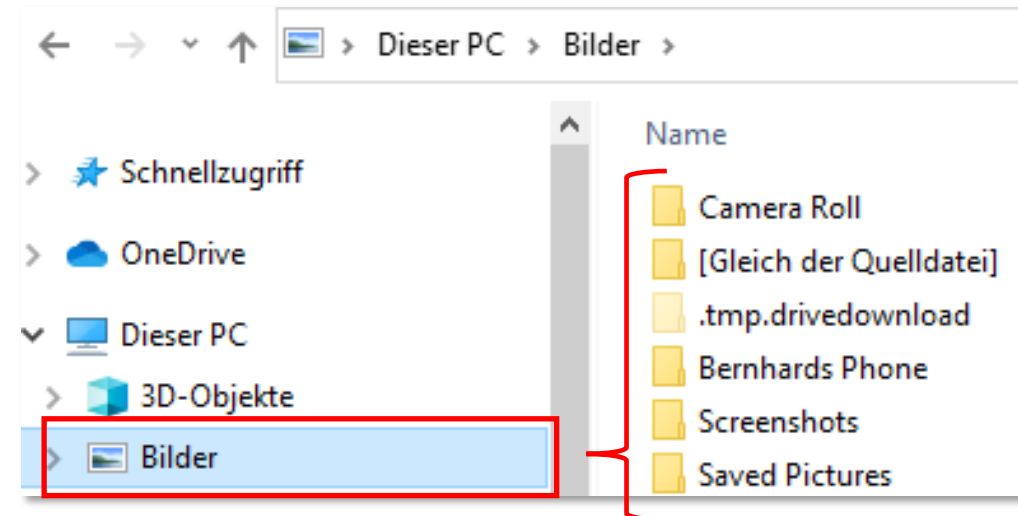 Dieser PC > Bilder >
Schnellzugriff
OneDrive
Dieser PC
3D-Objekte
Bilder
Name
Camera Roll
[Gleich der Quelldatei]
.tmp.drivedownload
Bernhards Phone
Screenshots
Saved Pictures